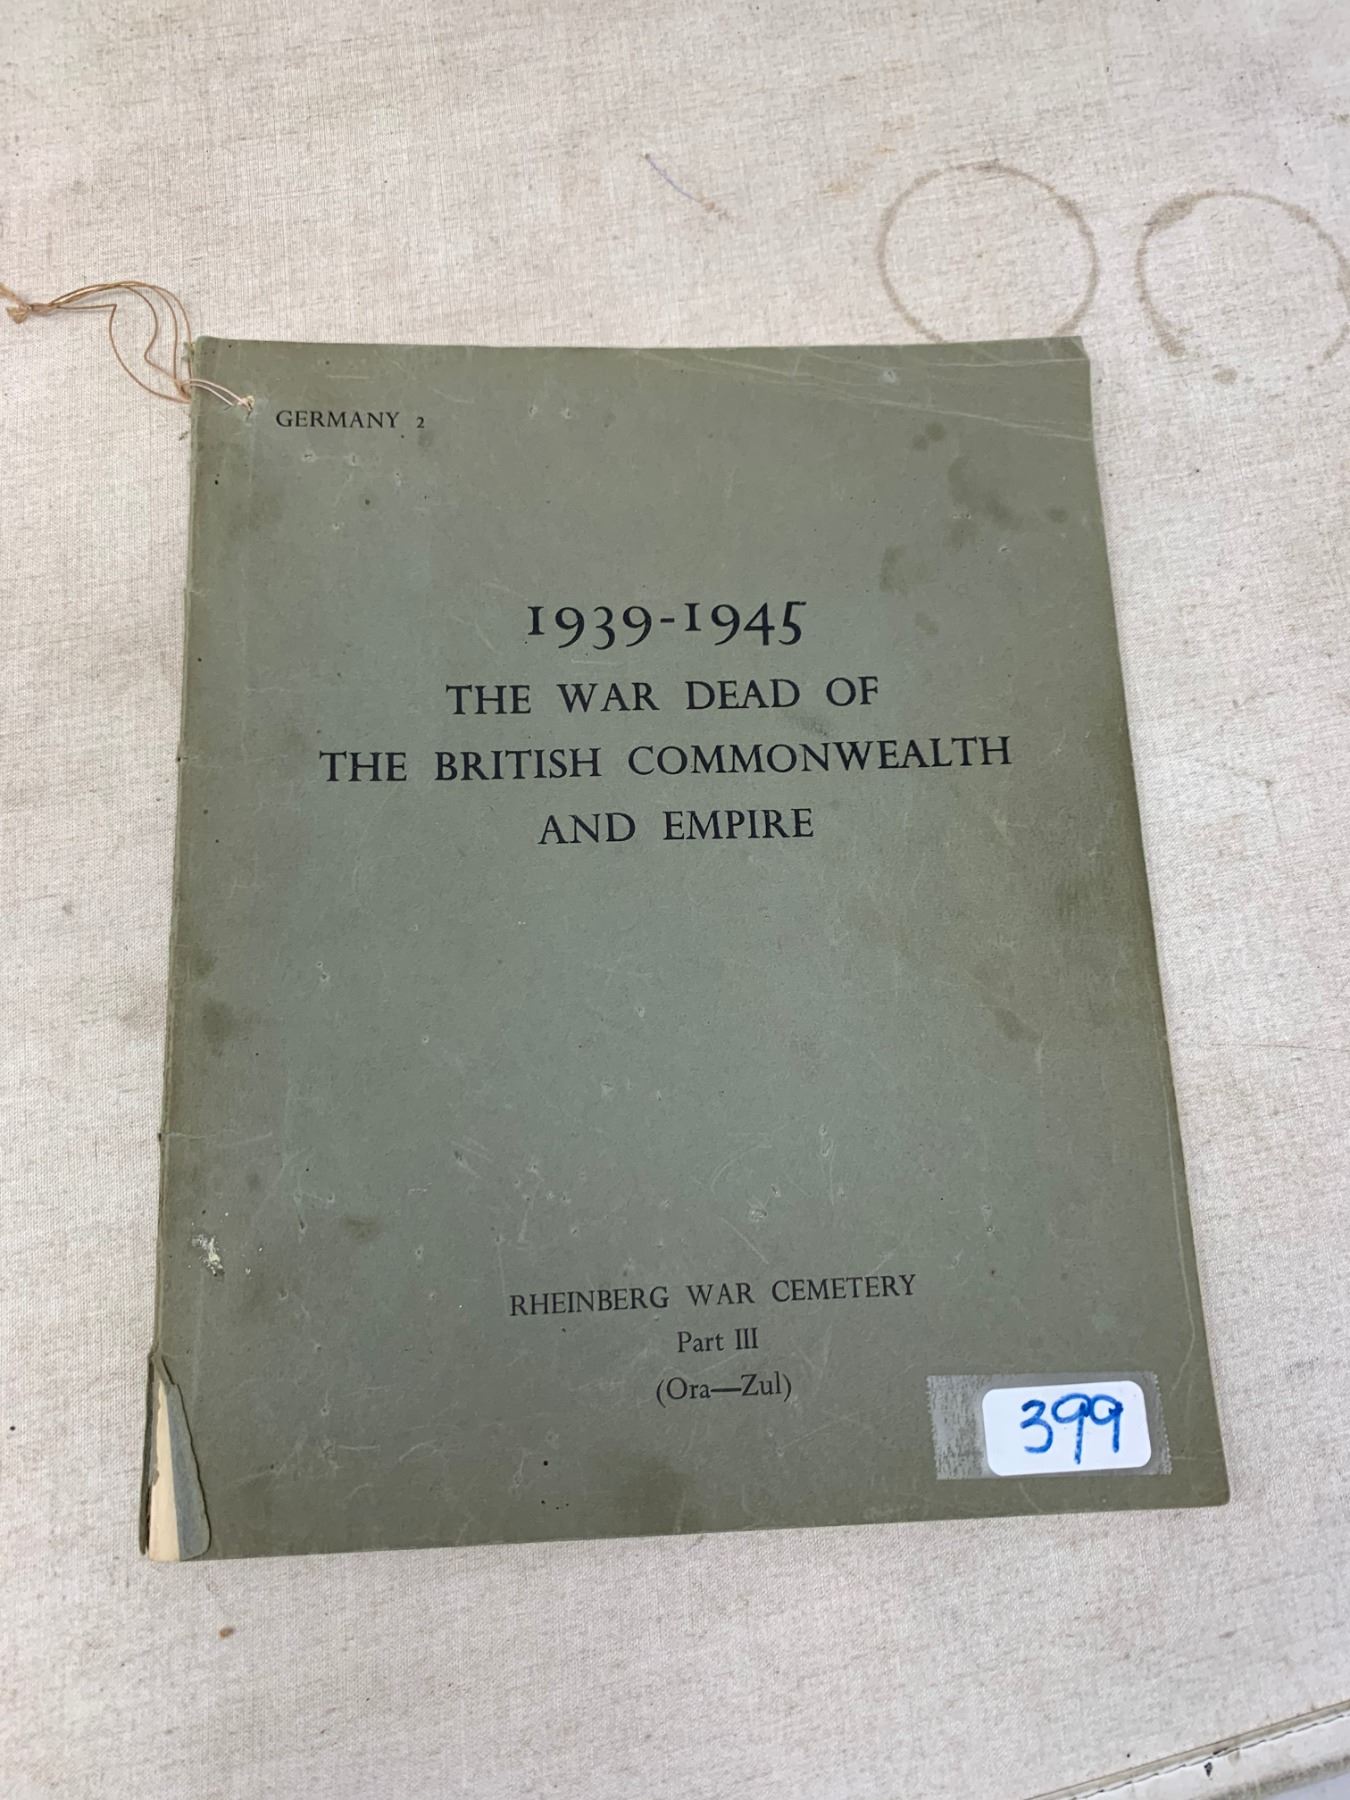 GERMANY 2
1939-1945
THE WAR DEAD OF
THE BRITISH COMMONWEALTH
AND EMPIRE
RHEINBERG WAR CEMETERY
Part III
(Ora—Zul)
399